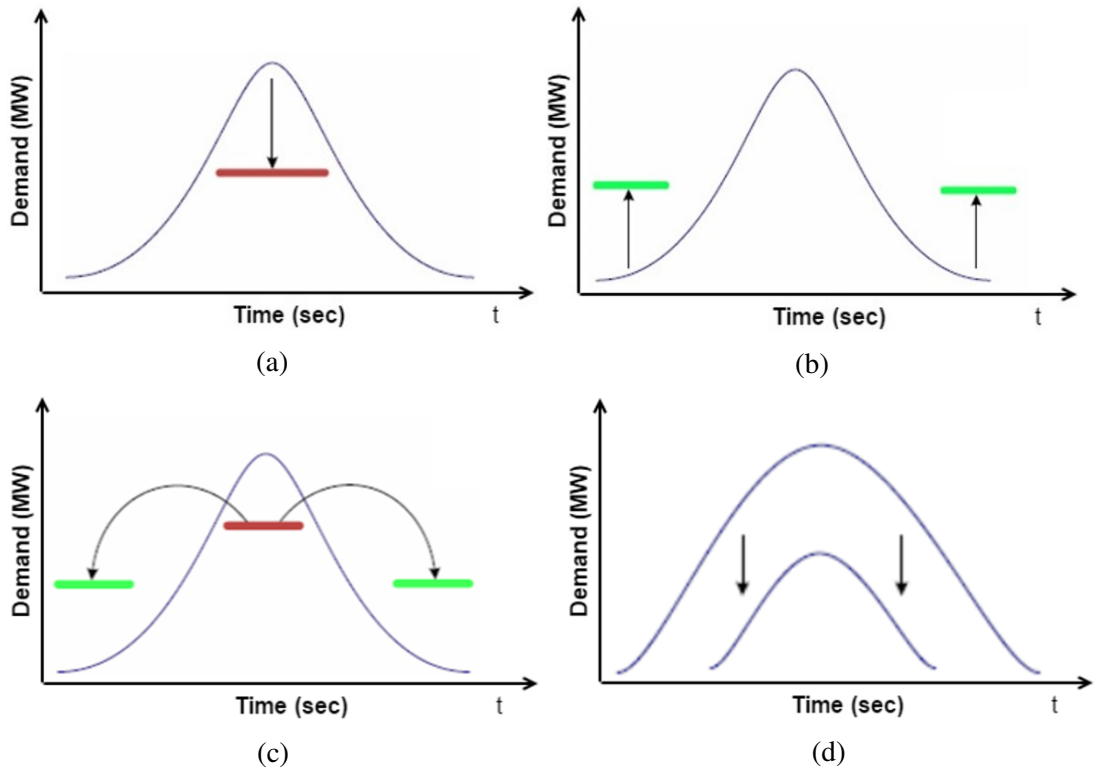 Demand (MW)
Time (sec)
t
(a)
Demand (MW)
Time (sec)
t
(b)
Demand (MW)
Time (sec)
t
(c)
Demand (MW)
Time (sec)
t
(d)